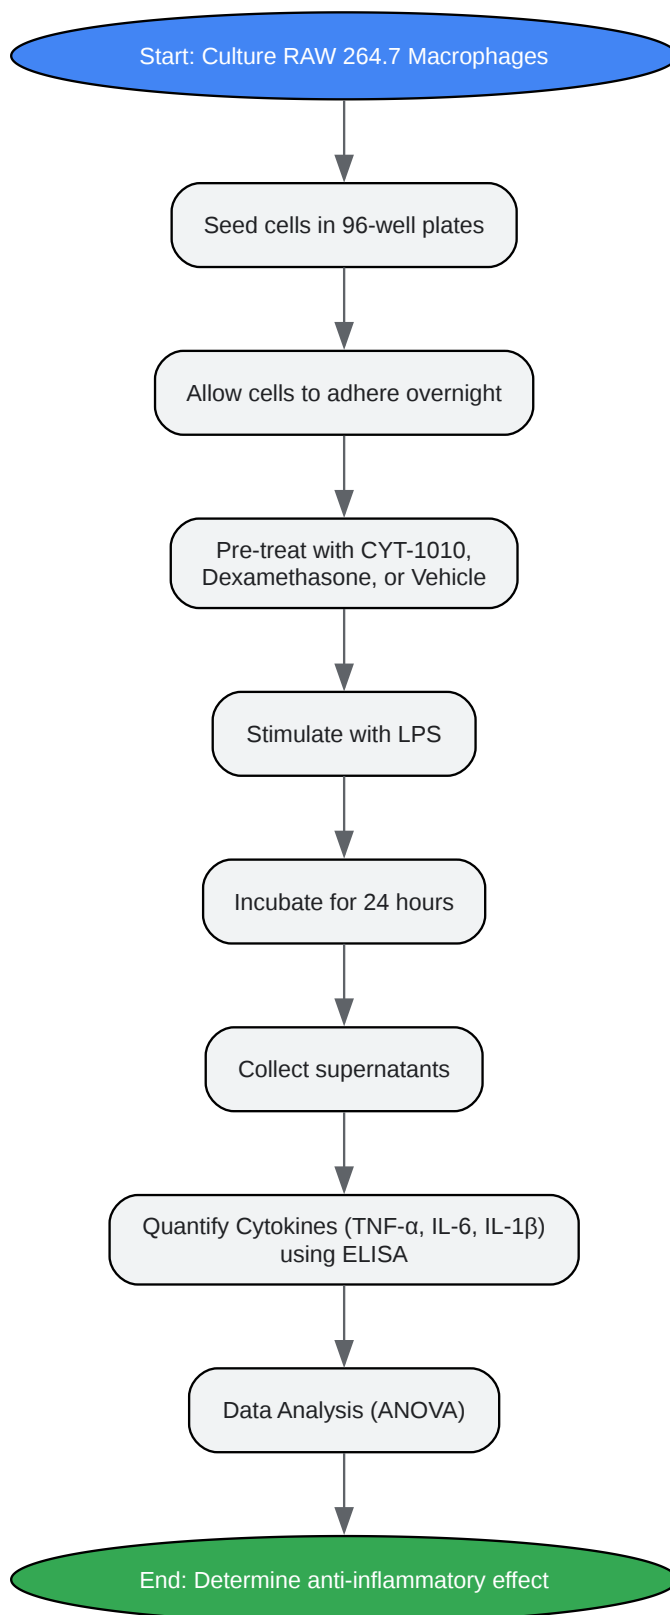 Start: Culture RAW 264.7 Macrophages
Seed cells in 96-well plates
Allow cells to adhere overnight
Pre-treat with CYT-1010,
Dexamethasone, or Vehicle
Stimulate with LPS
Incubate for 24 hours
Collect supernatants
Quantify Cytokines (TNF-α, IL-6, IL-1β)
using ELISA
Data Analysis (ANOVA)
End: Determine anti-inflammatory effect